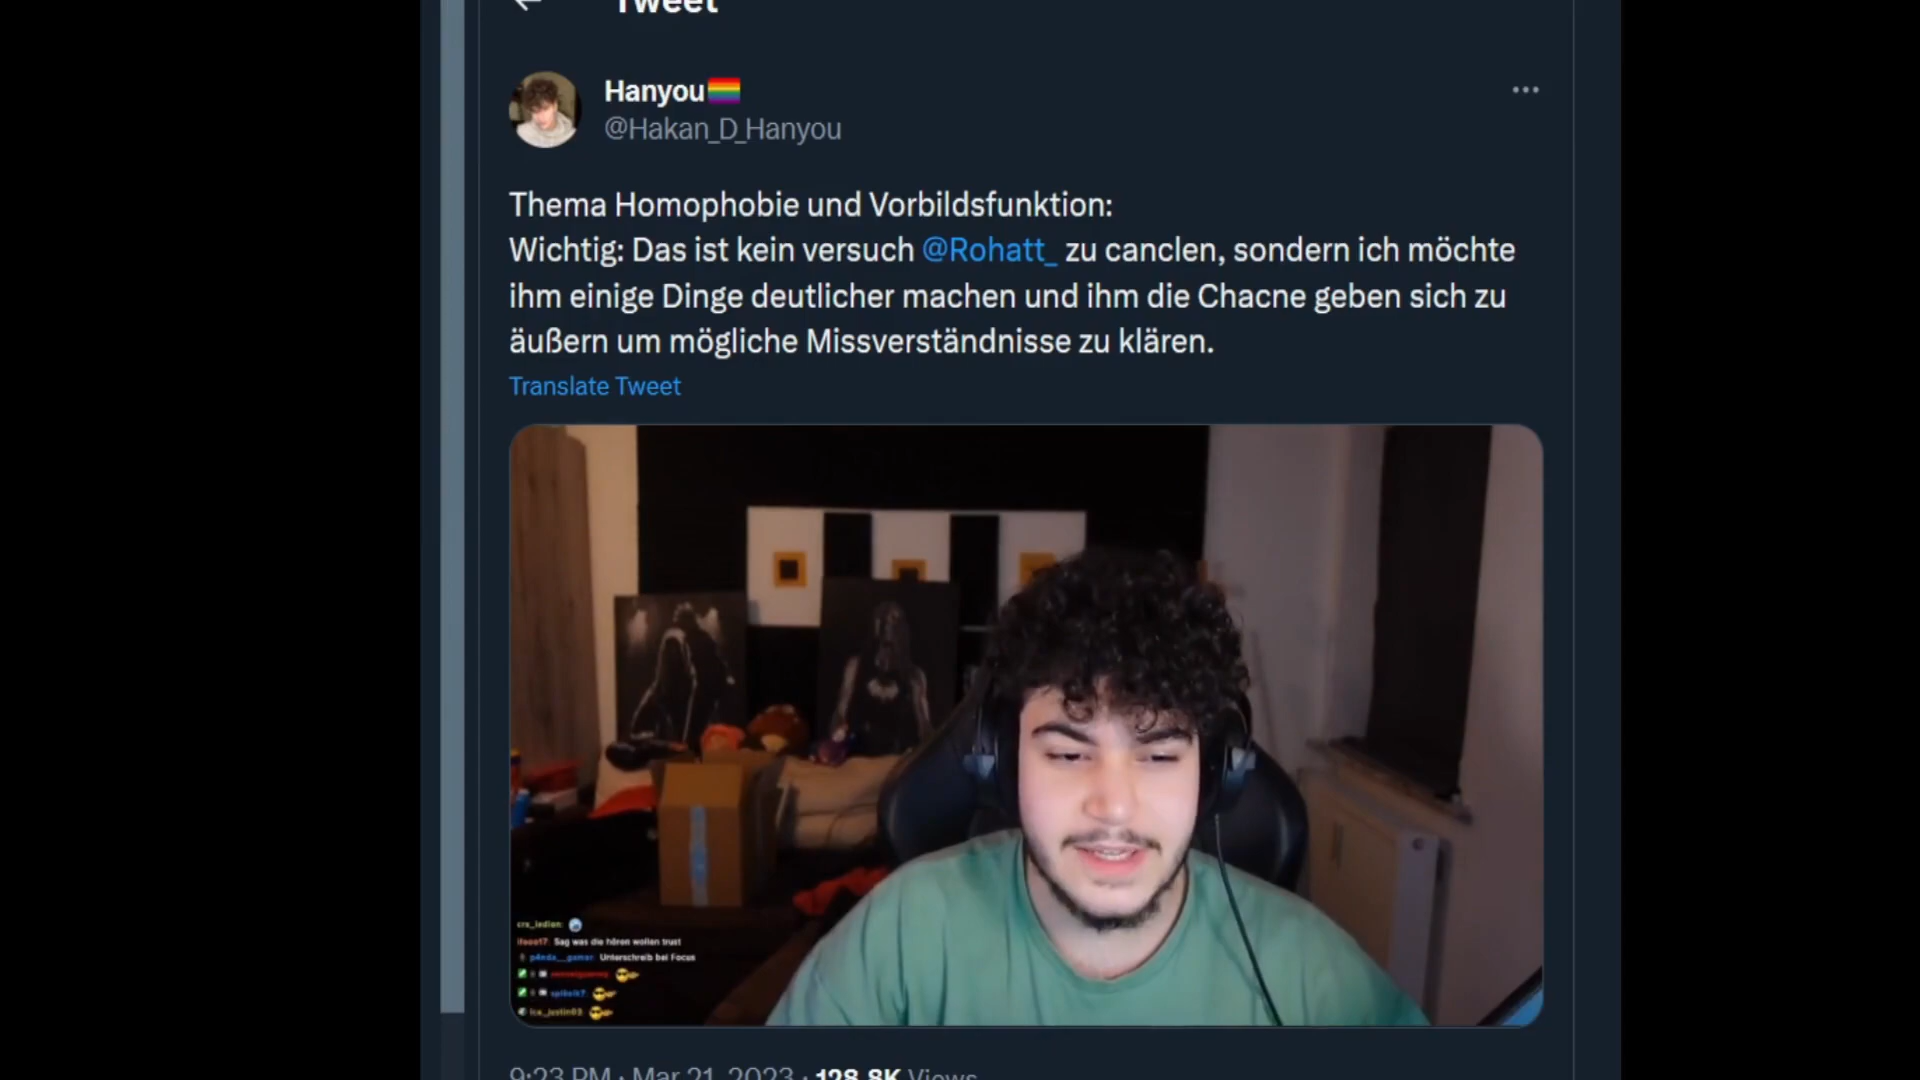 Tweet
Hanyou🏳️‍🌈
@Hakan_D_Hanyou
Thema Homophobie und Vorbildsfunktion:
Wichtig: Das ist kein versuch @Rohatt_ zu canclen, sondern ich möchte
ihm einige Dinge deutlicher machen und ihm die Chacne geben sich zu
äußern um mögliche Missverständnisse zu klären.
Translate Tweet
crs_ledion:
Sag was die hören wollen trust
p4nda__gamer: Unterschreib bei Focus
9:23 PM · Mar 21, 2023 · 128.8K Views